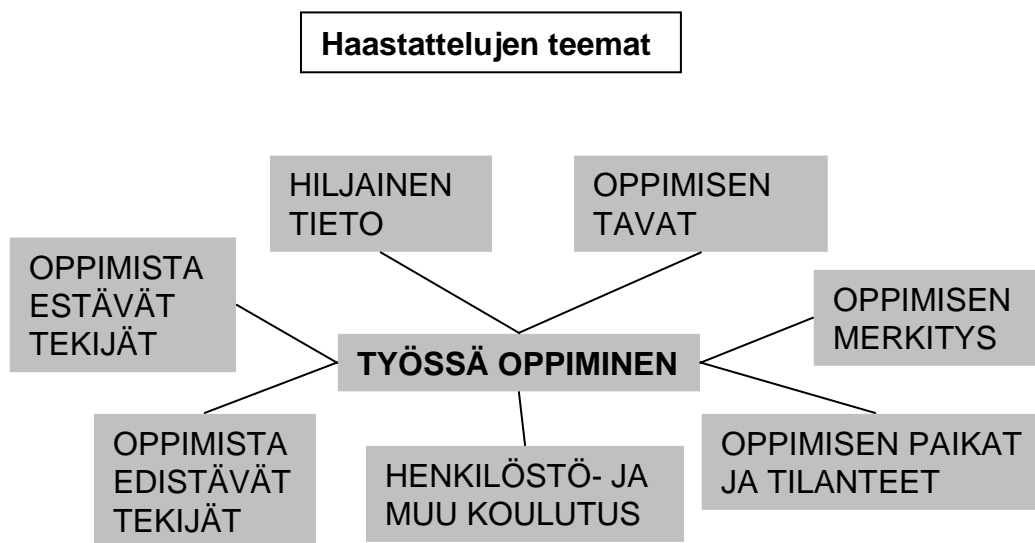 Haastattelujen teemat
HILJAINEN
TIETO
OPPIMISEN
TAVAT
OPPIMISTA
ESTÄVÄT
TEKIJÄT
OPPIMISEN
MERKITYS
TYÖSSÄ OPPIMINEN
OPPIMISTA
EDISTÄVÄT
TEKIJÄT
HENKILÖSTÖ- JA
MUU KOULUTUS
OPPIMISEN PAIKAT
JA TILANTEET